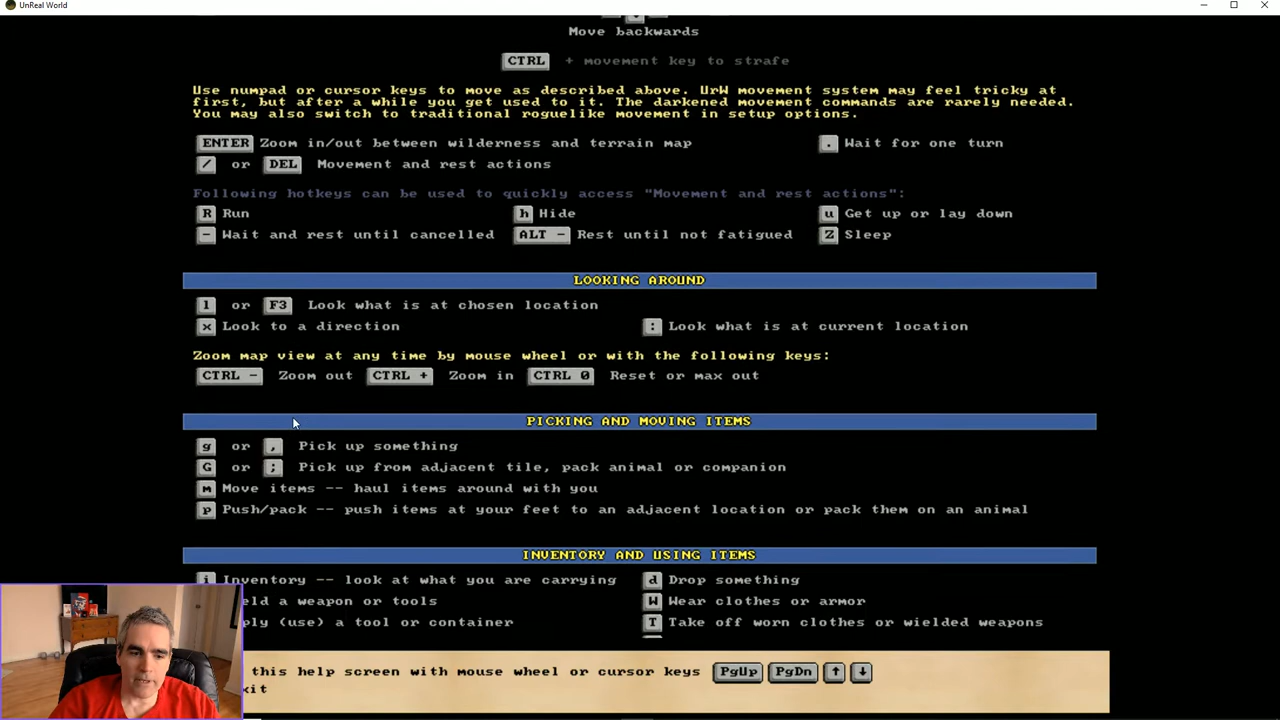 UnReal World
Move backwards
CTRL + movement key to strafe
Use numpad or cursor keys to move as described above. UrW movement system may feel tricky at
first, but after a while you get used to it. The darkened movement commands are rarely needed.
You may also switch to traditional roguelike movement in setup options.
ENTER Zoom in/out between wilderness and terrain map . Wait for one turn
/ or DEL Movement and rest actions
Following hotkeys can be used to quickly access "Movement and rest actions":
R Run h Hide u Get up or lay down
- Wait and rest until cancelled ALT - Rest until not fatigued Z Sleep
LOOKING AROUND
l or F3 Look what is at chosen location
x Look to a direction : Look what is at current location
Zoom map view at any time by mouse wheel or with the following keys:
CTRL - Zoom out CTRL + Zoom in CTRL 0 Reset or max out
PICKING AND MOVING ITEMS
g or , Pick up something
G or ; Pick up from adjacent tile, pack animal or companion
m Move items -- haul items around with you
p Push/pack -- push items at your feet to an adjacent location or pack them on an animal
INVENTORY AND USING ITEMS
i Inventory -- look at what you are carrying d Drop something
eld a weapon or tools W Wear clothes or armor
ply (use) a tool or container T Take off worn clothes or wielded weapons
this help screen with mouse wheel or cursor keys PgUp PgDn ↑ ↓
xit